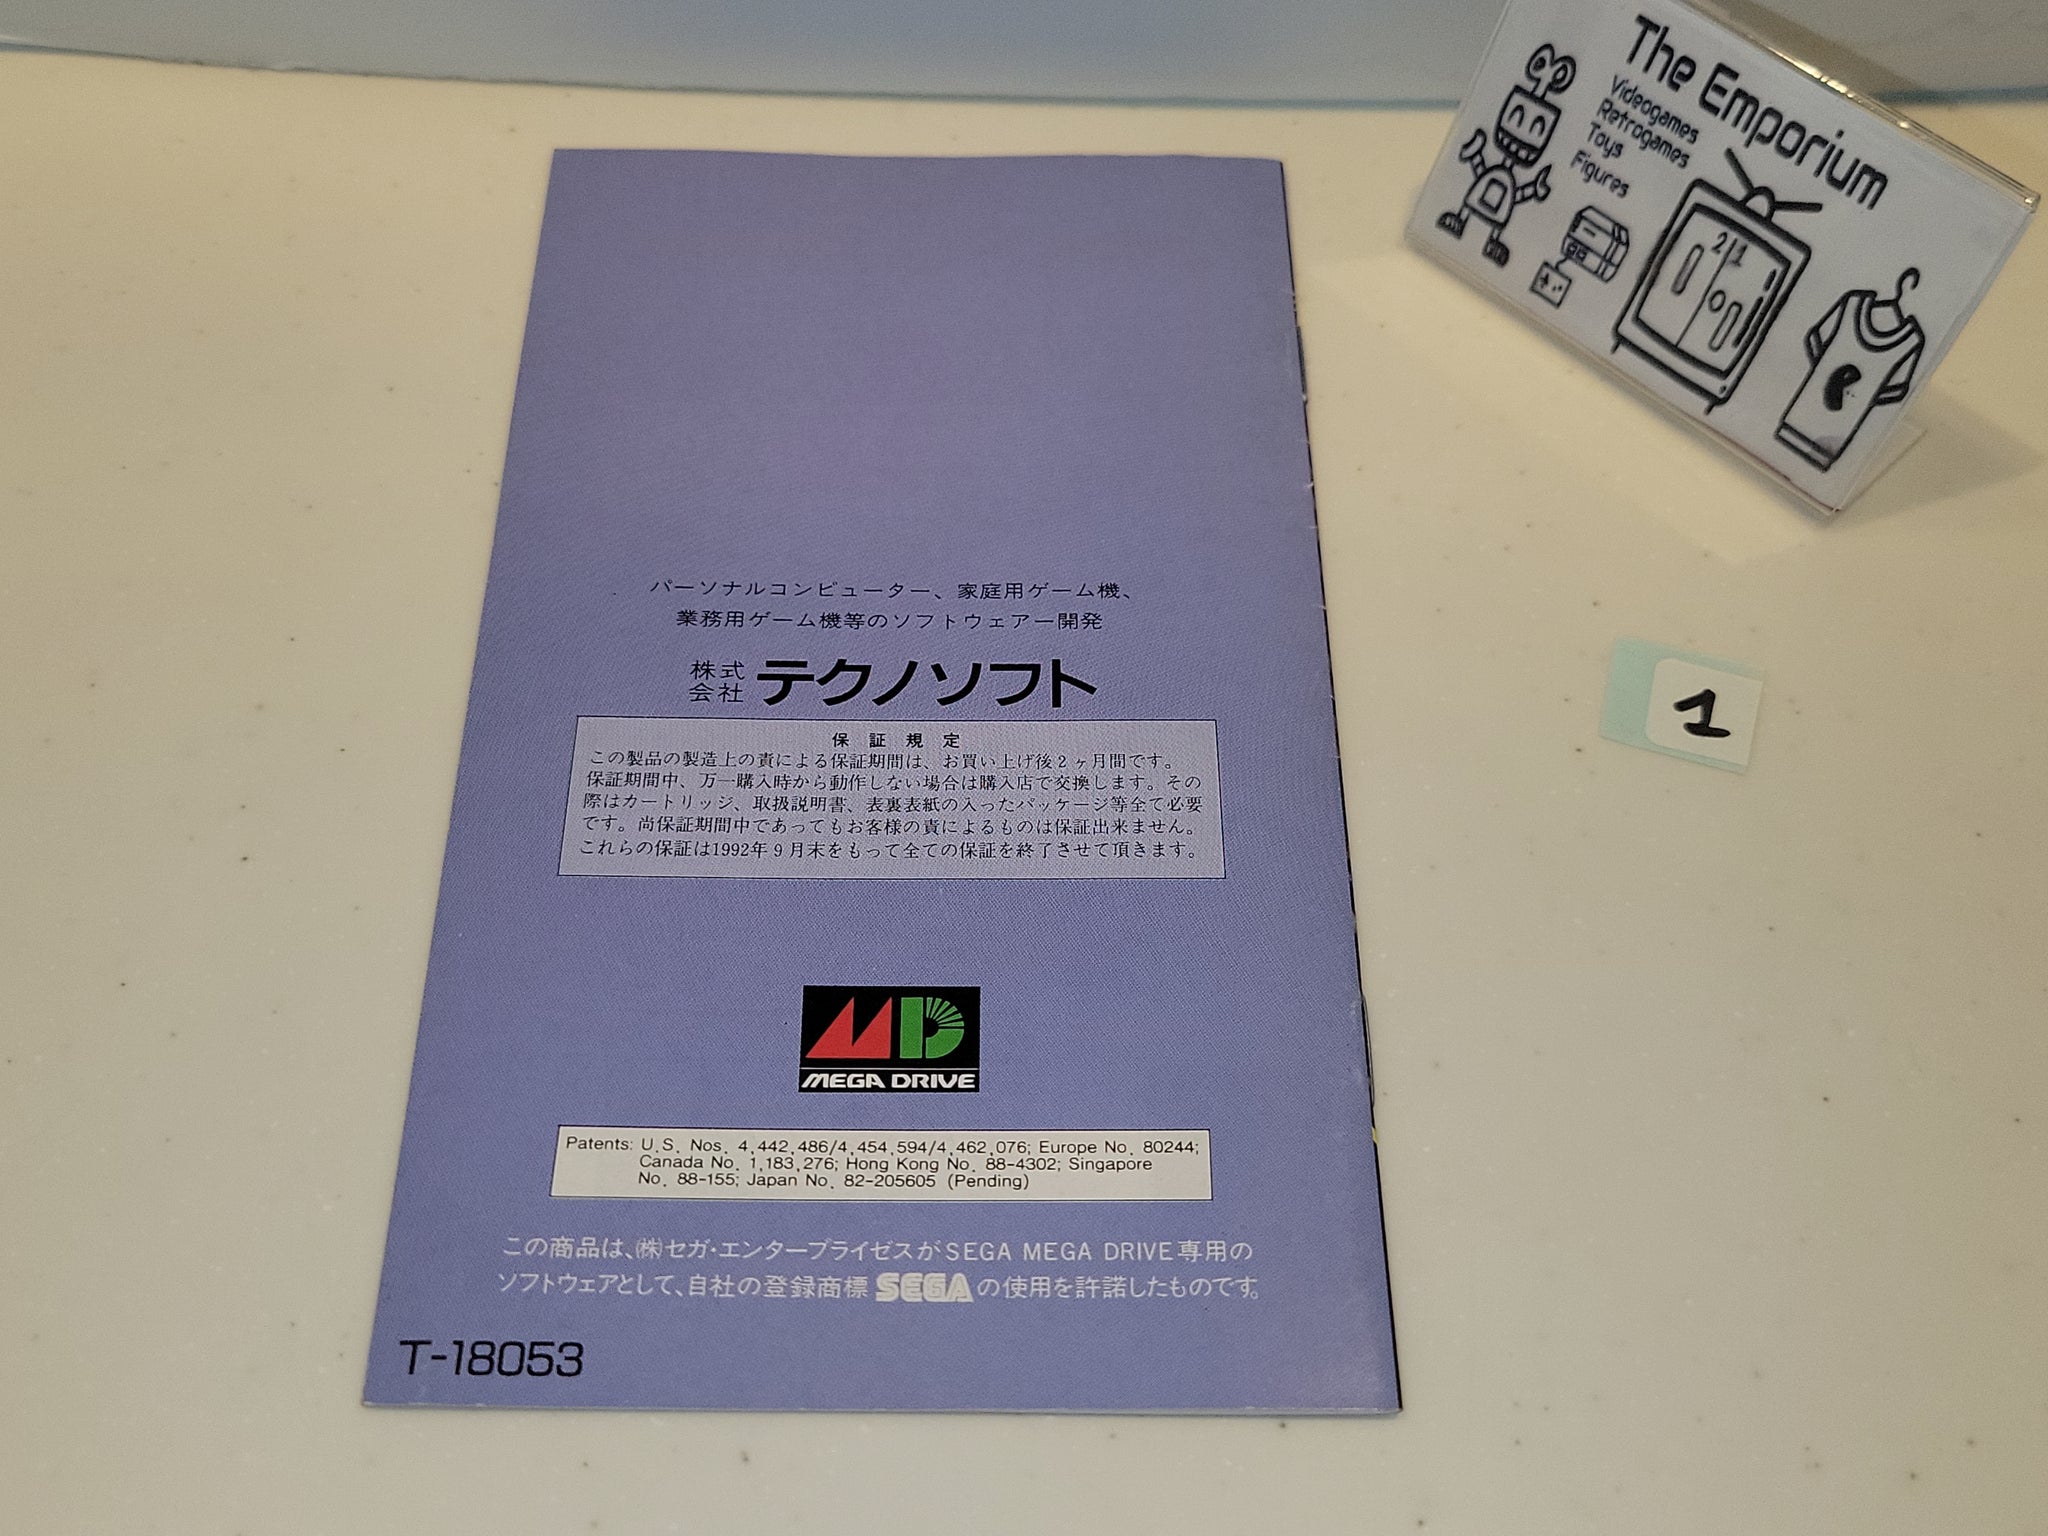 The Emporium
Videogames
Retrogames
Toys
Figures
21
パーソナルコンピューター、家庭用ゲーム機、
業務用ゲーム機等のソフトウェアー開発
株式会社 テクノソフト
保証規定
この製品の製造上の責による保証期間は、お買い上げ後2ヶ月間です。
保証期間中、万一購入時から動作しない場合は購入店で交換します。その
際はカートリッジ、取扱説明書、表裏表紙の入ったパッケージ等全て必要
です。尚保証期間中であってもお客様の責によるものは保証出来ません。
これらの保証は1992年9月末をもって全ての保証を終了させて頂きます。
1
MD
MEGA DRIVE
Patents: U.S. Nos. 4,442,486/4,454,594/4,462,076; Europe No. 80244;
Canada No. 1,183,276; Hong Kong No. 88-4302; Singapore
No. 88-155; Japan No. 82-205605 (Pending)
この商品は、㈱セガ・エンタープライゼスがSEGA MEGA DRIVE専用の
ソフトウェアとして、自社の登録商標SEGAの使用を許諾したものです。
T-18053